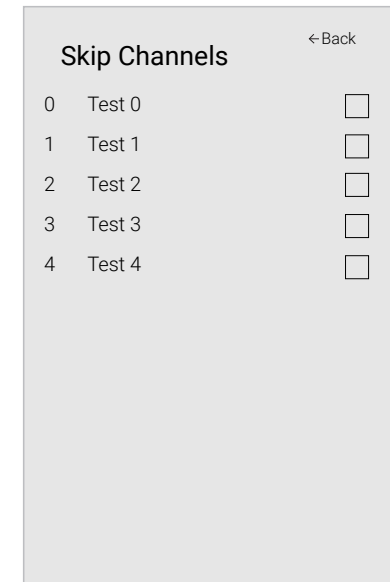 ←Back
Skip Channels
0 Test 0
1 Test 1
2 Test 2
3 Test 3
4 Test 4